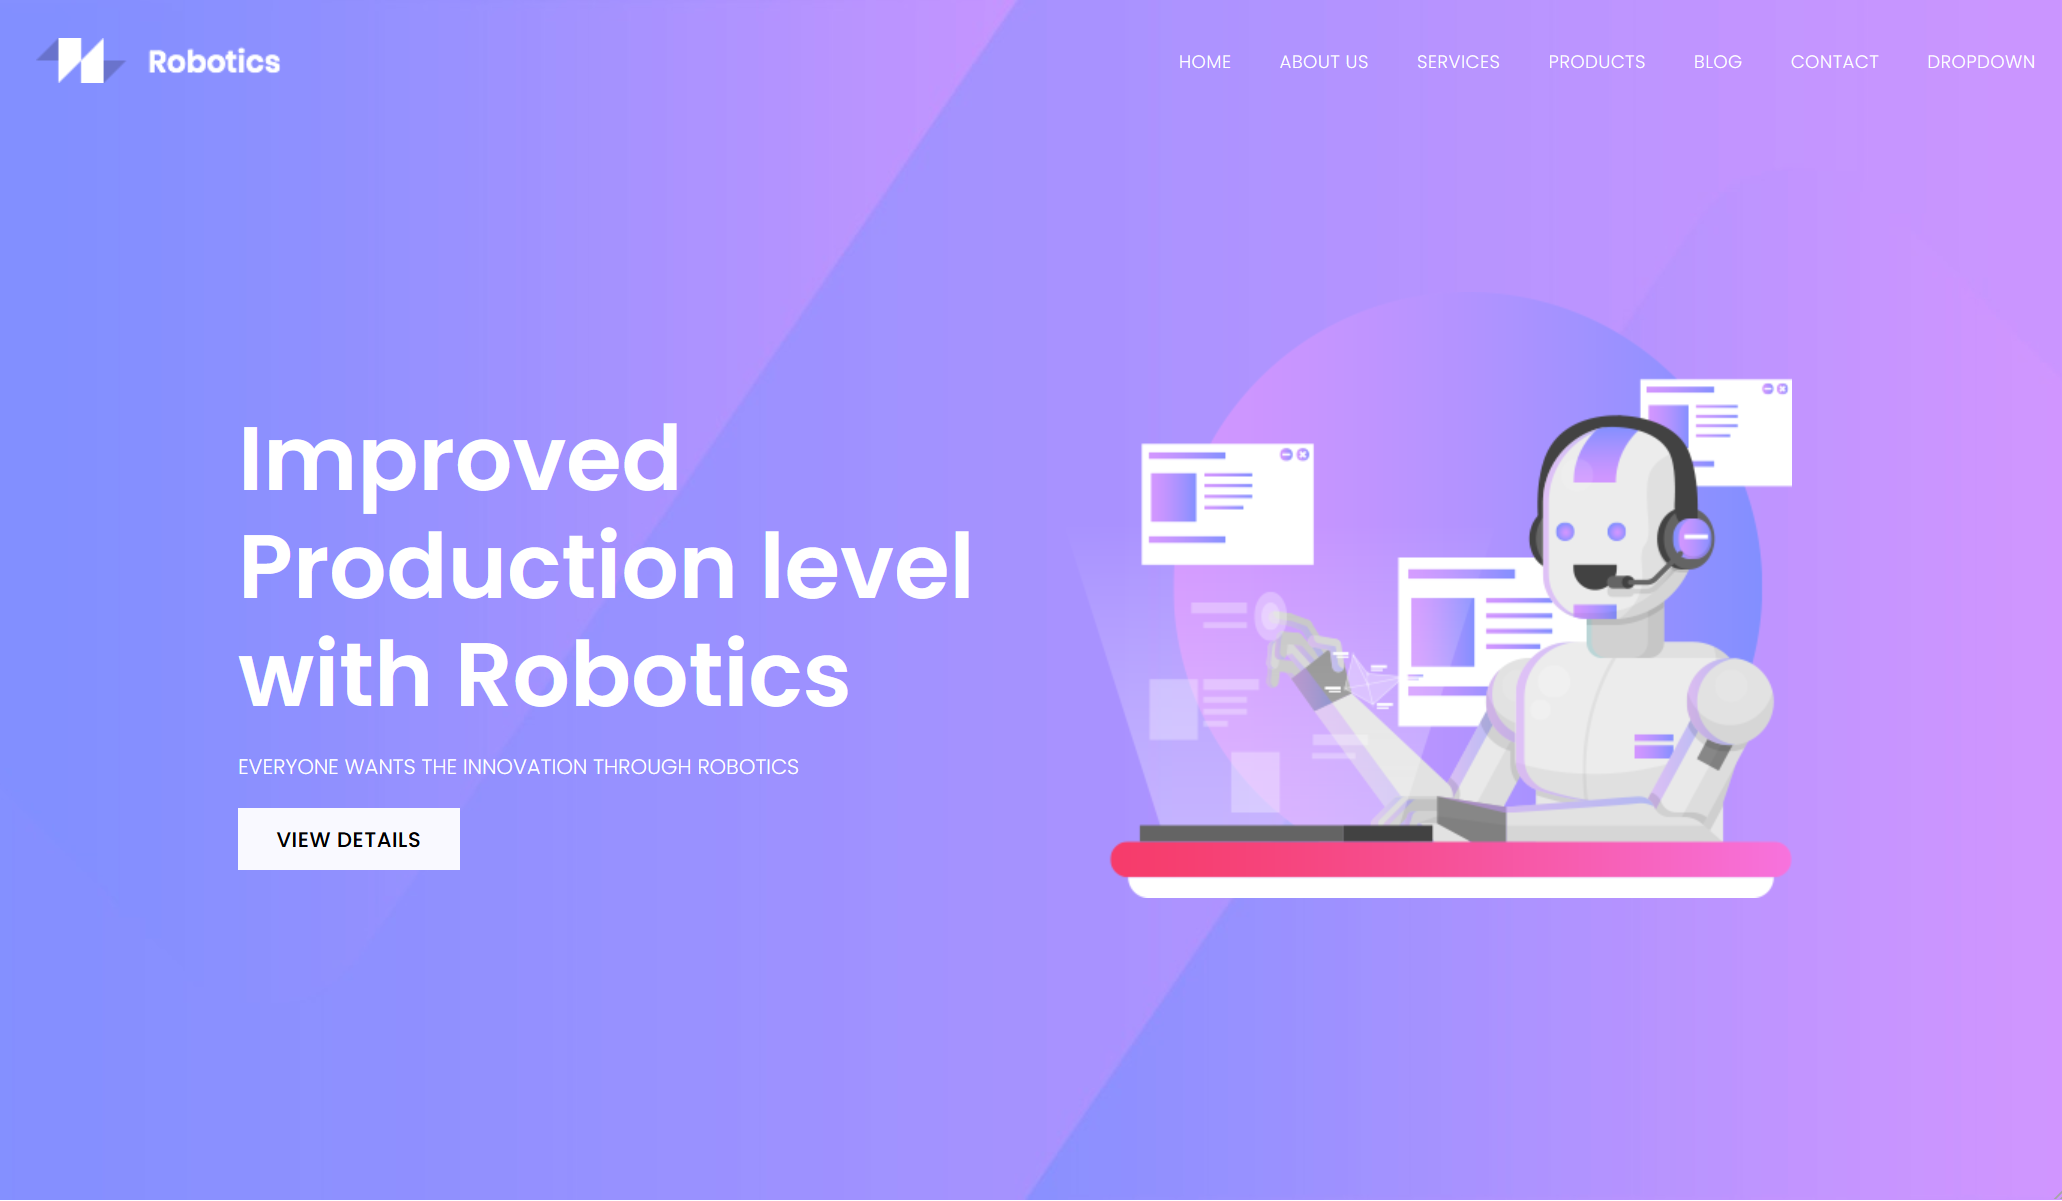 Robotics
HOME ABOUT US SERVICES PRODUCTS BLOG CONTACT DROPDOWN
Improved
Production level
with Robotics
EVERYONE WANTS THE INNOVATION THROUGH ROBOTICS
VIEW DETAILS